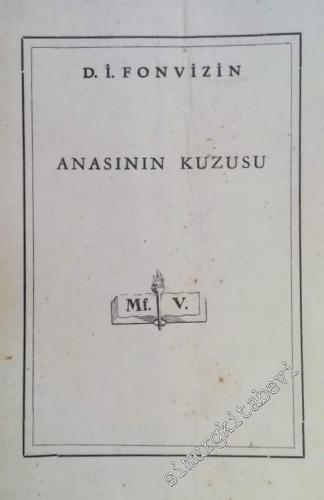 D. İ. FONVİZİN
ANASININ KUZUSU
Mf. V.
simurgkitabevi